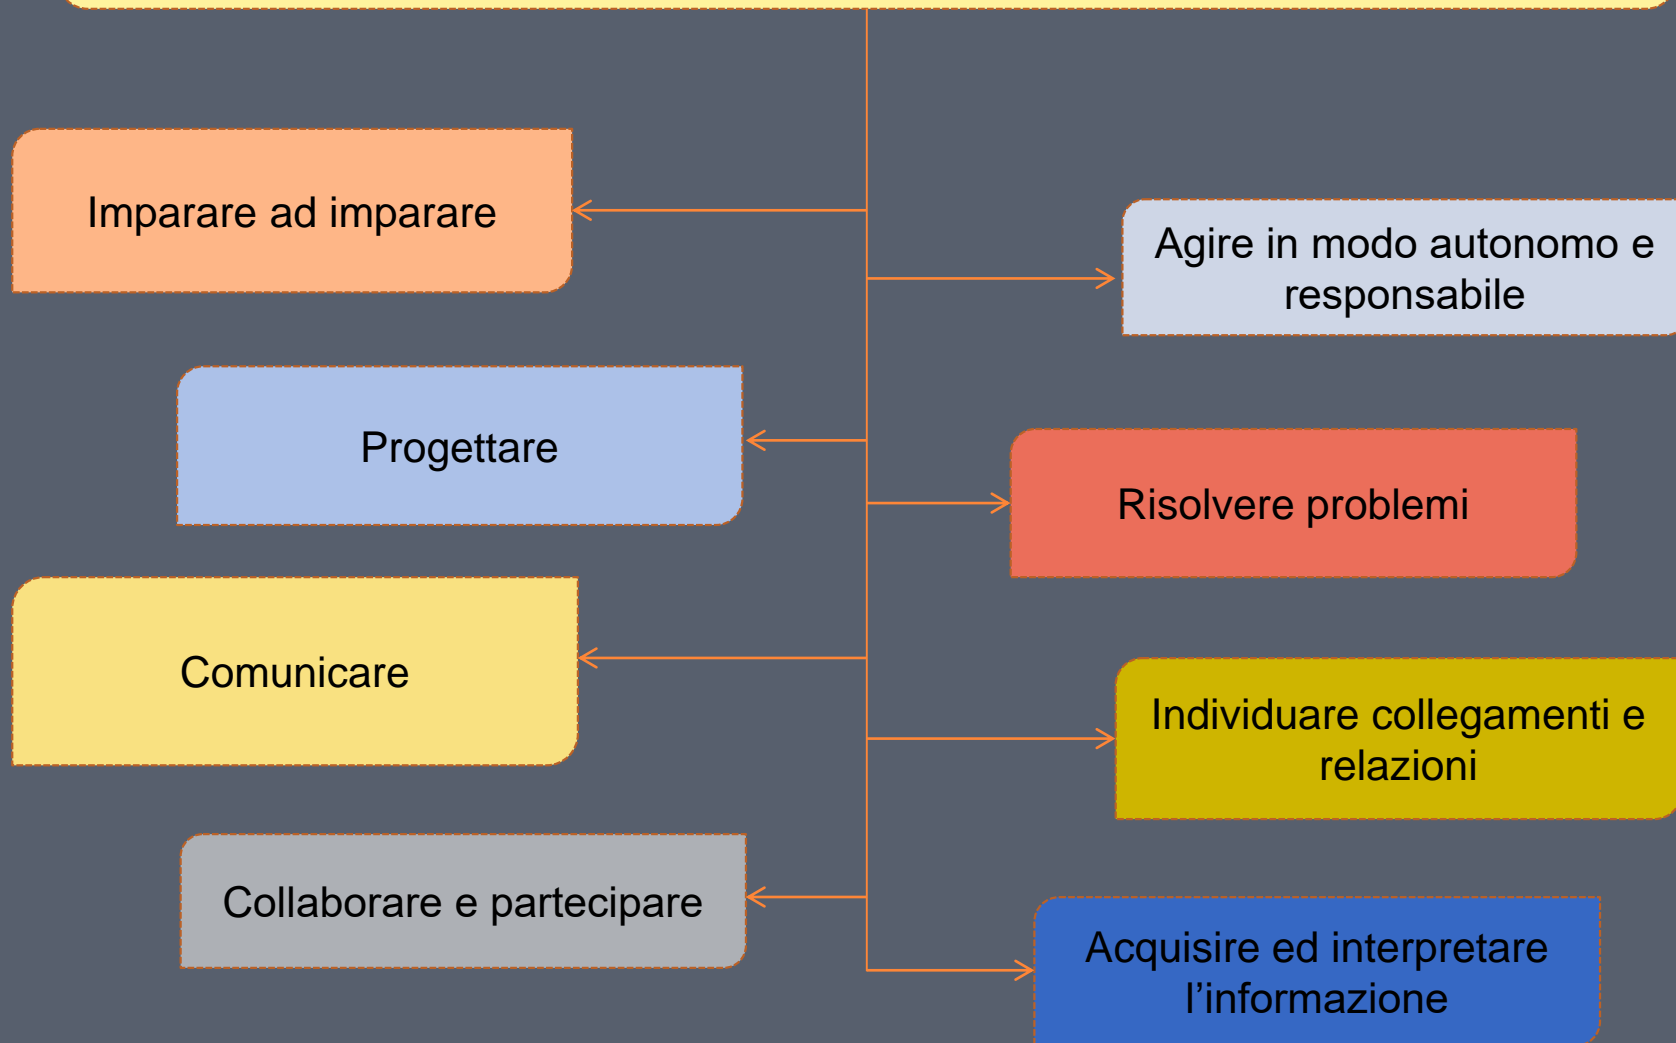 Imparare ad imparare
Agire in modo autonomo e
responsabile
Progettare
Risolvere problemi
Comunicare
Individuare collegamenti e
relazioni
Collaborare e partecipare
Acquisire ed interpretare
l’informazione